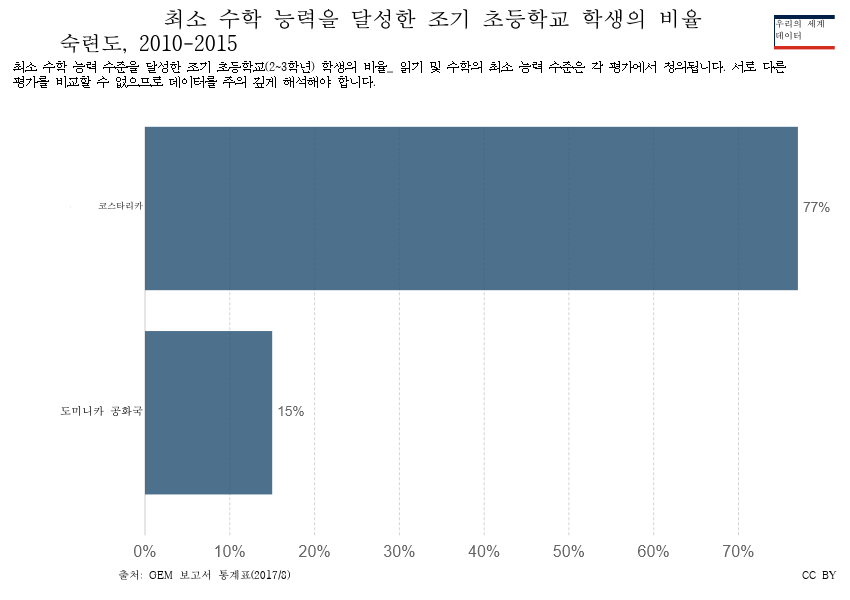 최소 수학 능력을 달성한 조기 초등학교 학생의 비율
숙련도, 2010-2015
우리의 세계
데이터
최소 수학 능력 수준을 달성한 조기 초등학교(2~3학년) 학생의 비율_ 읽기 및 수학의 최소 능력 수준은 각 평가에서 정의됩니다. 서로 다른
평가를 비교할 수 없으므로 데이터를 주의 깊게 해석해야 합니다.
코스타리카
77%
도미니카 공화국
15%
0% 10% 20% 30% 40% 50% 60% 70%
출처: GEM 보고서 통계표(2017/8)
CC BY